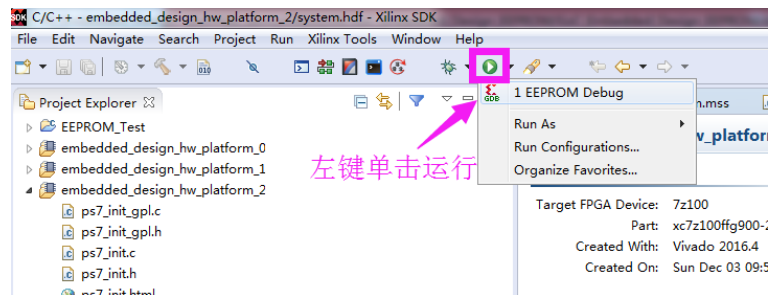 C/C++ - embedded_design_hw_platform_2/system.hdf - Xilinx SDK
File Edit Navigate Search Project Run Xilinx Tools Window Help
Project Explorer
1 EEPROM Debug
.mss
EEPROM_Test
Run As
embedded_design_hw_platform_0
Run Configurations...
embedded_design_hw_platform_1
Organize Favorites...
embedded_design_hw_platform_2
左键单击运行
ps7_init_gpl.c
Target FPGA Device: 7z100
ps7_init_gpl.h
Part: xc7z100ffg900-2
ps7_init.c
Created With: Vivado 2016.4
ps7_init.h
Created On: Sun Dec 03 09:5
ps7_init.html